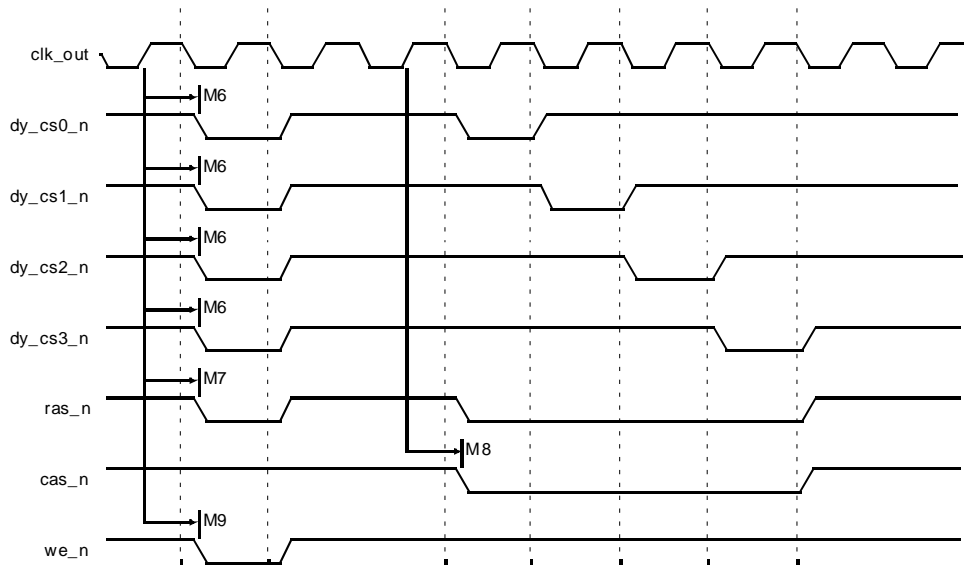 clk_out
M6
dy_cs0_n
M6
dy_cs1_n
M6
dy_cs2_n
M6
dy_cs3_n
M7
ras_n
M8
cas_n
M9
we_n